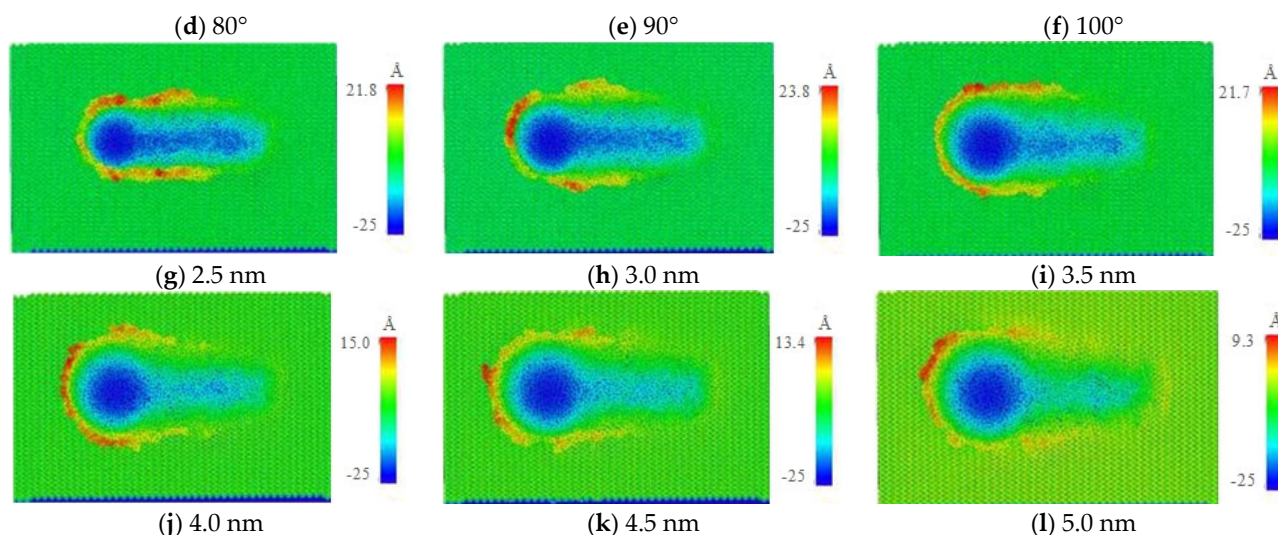 (d) 80° (e) 90° (f) 100°
Å Å Å
21.8 23.8 21.7
-25 -25 -25
(g) 2.5 nm (h) 3.0 nm (i) 3.5 nm
Å Å Å
15.0 13.4 9.3
-25 -25 -25
(j) 4.0 nm (k) 4.5 nm (l) 5.0 nm